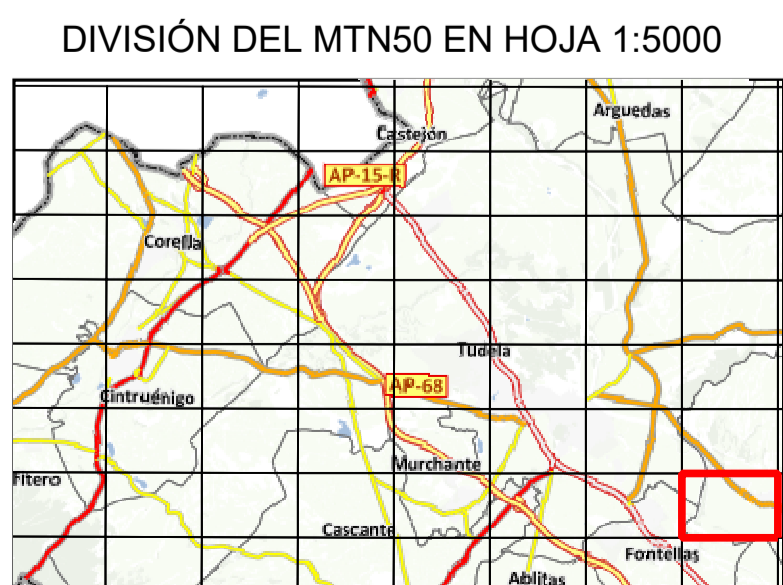 DIVISIÓN DEL MTN50 EN HOJA 1:5000
Arguedas
Castejón
AP-15-R
Corella
Tudela
AP-68
Cintruénigo
Murchante
Fitero
Cascante
Fontellas
Ablitas